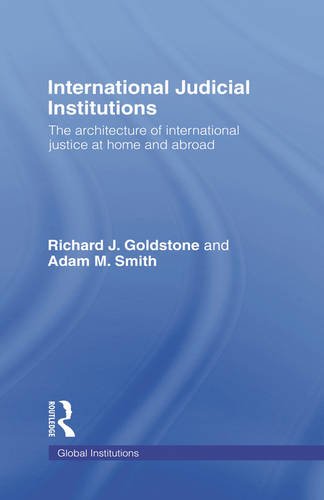 International Judicial
Institutions
The architecture of international
justice at home and abroad
Richard J. Goldstone and
Adam M. Smith
ROUTLEDGE
Global Institutions